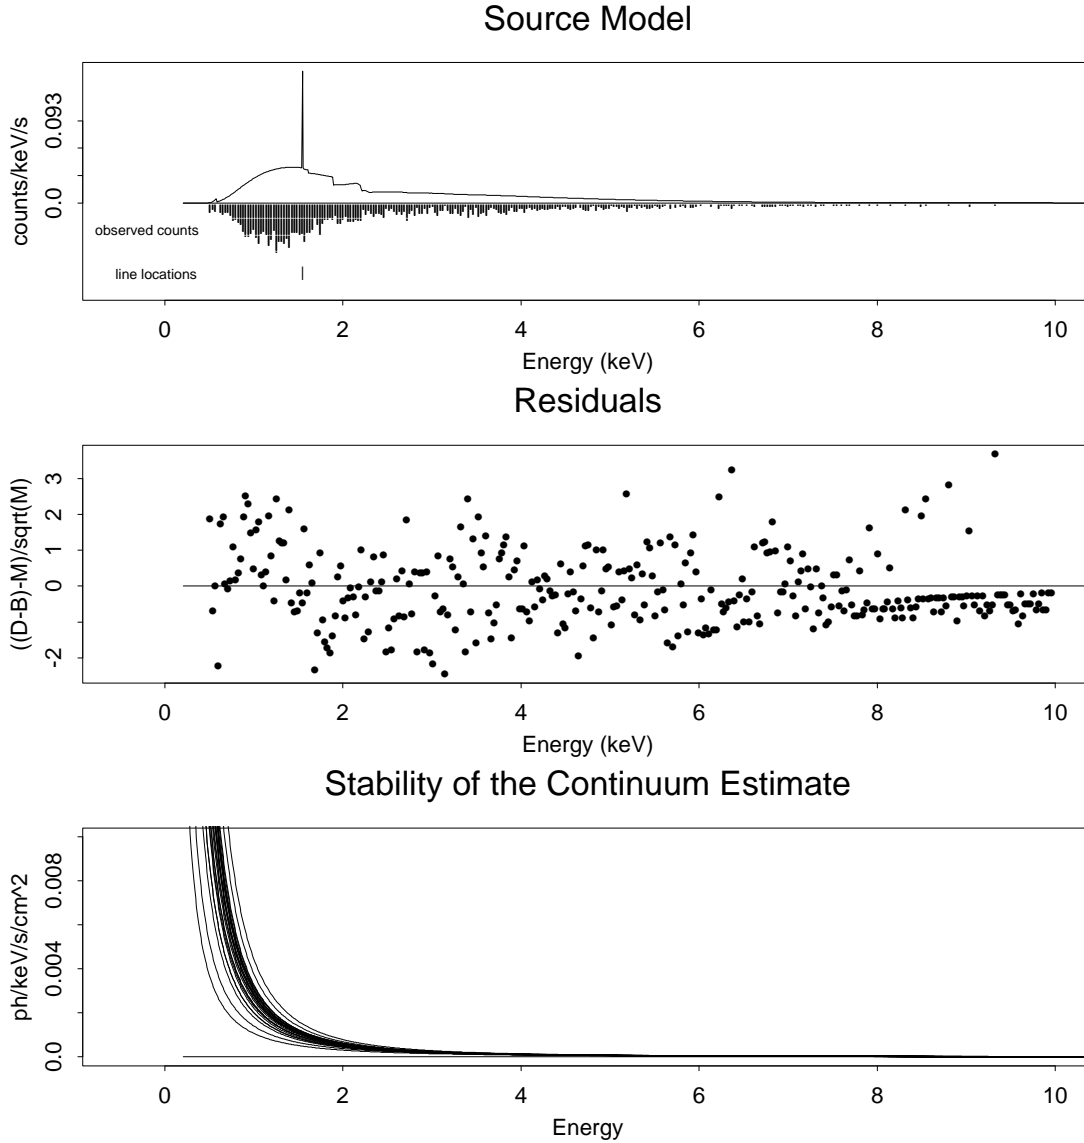 Source Model
counts/keV/s
0.093
0.0
observed counts
line locations
0 2 4 6 8 10
Energy (keV)
Residuals
((D-B)-M)/sqrt(M)
3
2
1
0
-2
0 2 4 6 8 10
Energy (keV)
Stability of the Continuum Estimate
ph/keV/s/cm^2
0.008
0.004
0.0
0 2 4 6 8 10
Energy